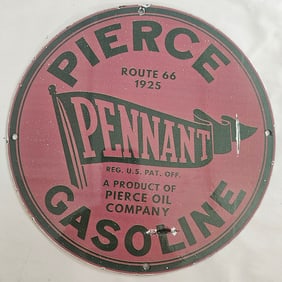 PIERCE
ROUTE 66
1925
PENNANT
REG. U.S. PAT. OFF.
A PRODUCT OF
PIERCE OIL
COMPANY
GASOLINE